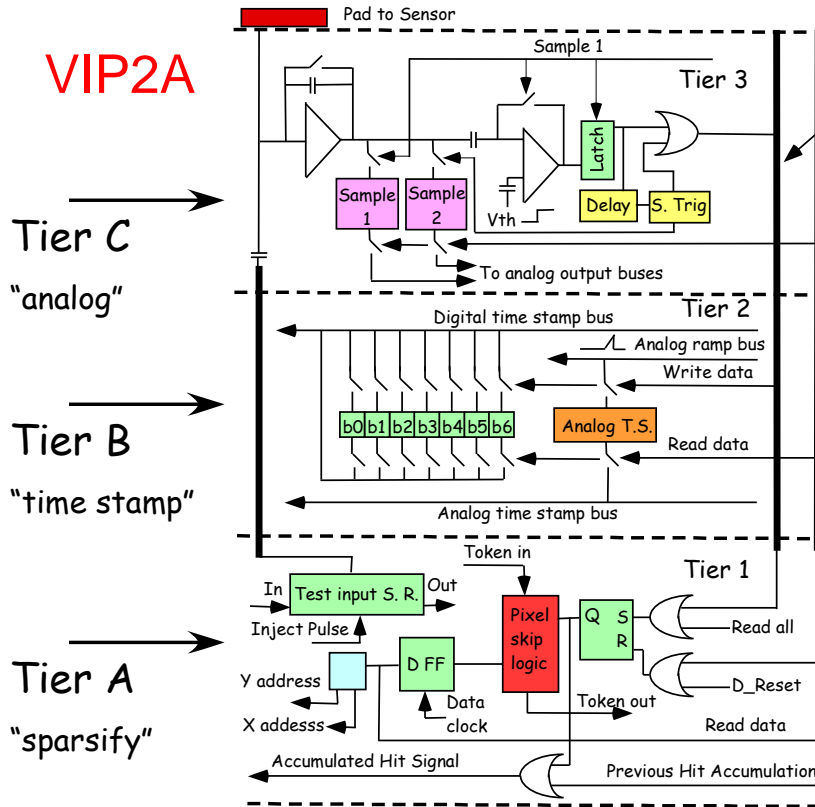 Pad to Sensor
VIP2A
Sample 1
Tier 3
Latch
Sample
1
Sample
2
Vth
Delay
S. Trig
Tier C
"analog"
To analog output buses
Tier 2
Digital time stamp bus
Analog ramp bus
Write data
b0 b1 b2 b3 b4 b5 b6
Analog T.S.
Tier B
"time stamp"
Read data
Analog time stamp bus
Token in
Tier 1
In
Test input S. R.
Out
Inject Pulse
Pixel
skip
logic
Q S
R
Read all
D FF
Tier A
"sparsify"
Y address
X addesss
Data
clock
Token out
D_Reset
Read data
Accumulated Hit Signal
Previous Hit Accumulation